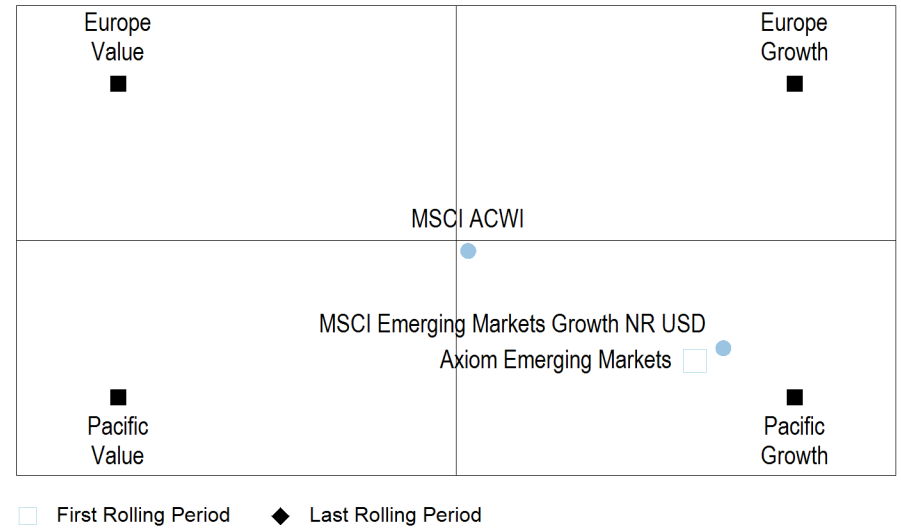 Europe
Value
Europe
Growth
MSCI ACWI
MSCI Emerging Markets Growth NR USD
Axiom Emerging Markets
Pacific
Value
Pacific
Growth
First Rolling Period
Last Rolling Period